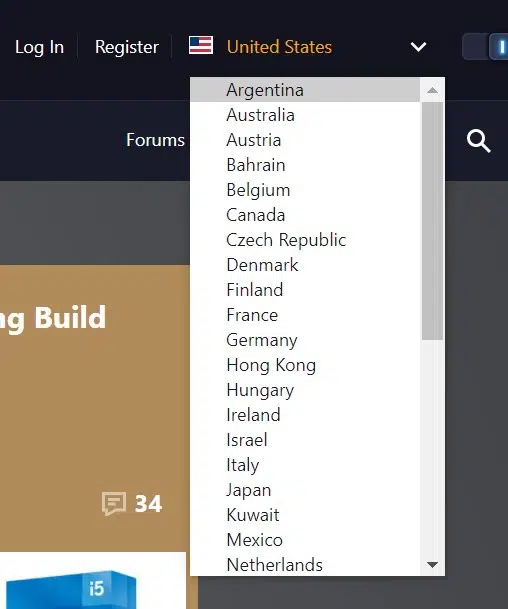 Log In
Register
United States
Forums
Argentina
Australia
Austria
Bahrain
Belgium
Canada
Czech Republic
Denmark
Finland
France
Germany
Hong Kong
Hungary
Ireland
Israel
Italy
Japan
Kuwait
Mexico
Netherlands
ng Build
34
i5